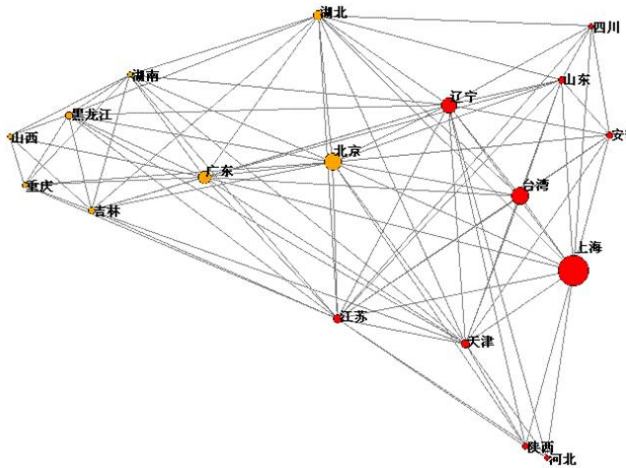 湖北
四川
湖南
山东
辽宁
黑龙江
安
山西
北京
广东
重庆
台湾
吉林
上海
江苏
天津
陕西
河北